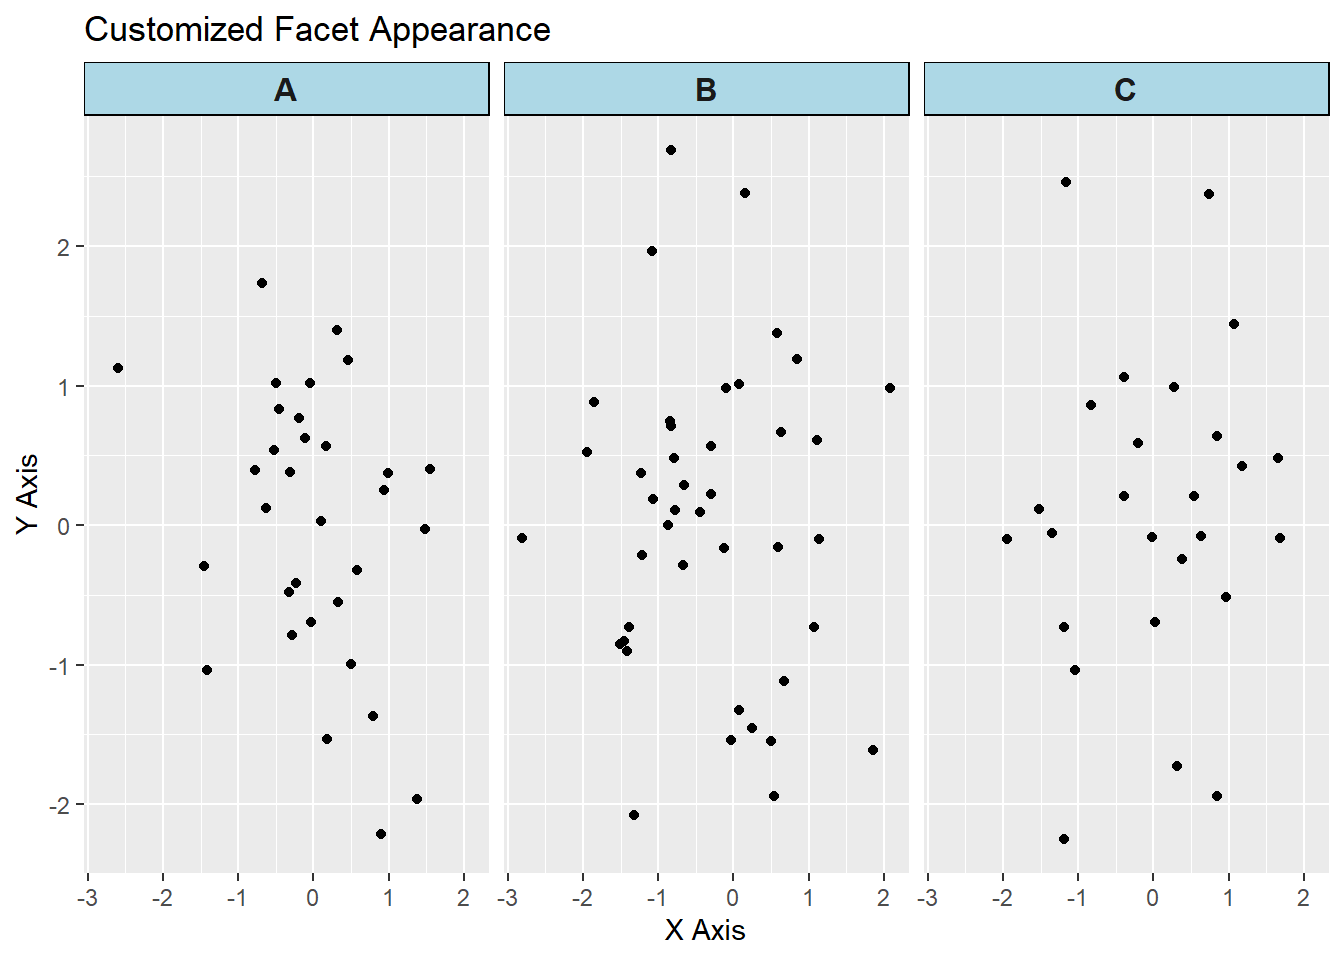 Customized Facet Appearance
A B C
2
1
0
-1
-2
Y Axis
-3 -2 -1 0 1 2 -3 -2 -1 0 1 2 -3 -2 -1 0 1 2
X Axis